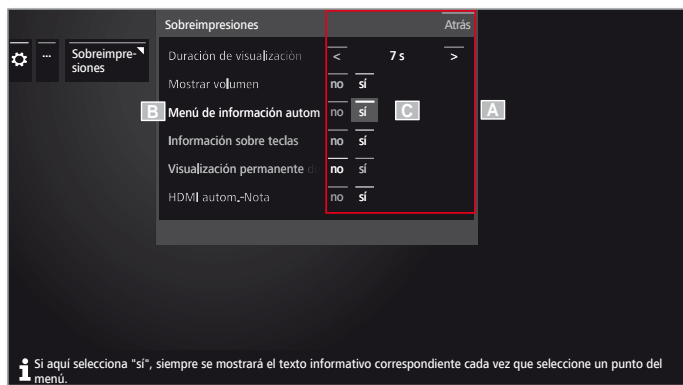 Sobreimpresiones
Atrás
... Sobreimpre-
siones
Duración de visualización < 7 s >
Mostrar volumen no sí
B Menú de información autom no sí C A
Información sobre teclas no sí
Visualización permanente no sí
HDMI autom.-Nota no sí
Si aquí selecciona "sí", siempre se mostrará el texto informativo correspondiente cada vez que seleccione un punto del
menú.